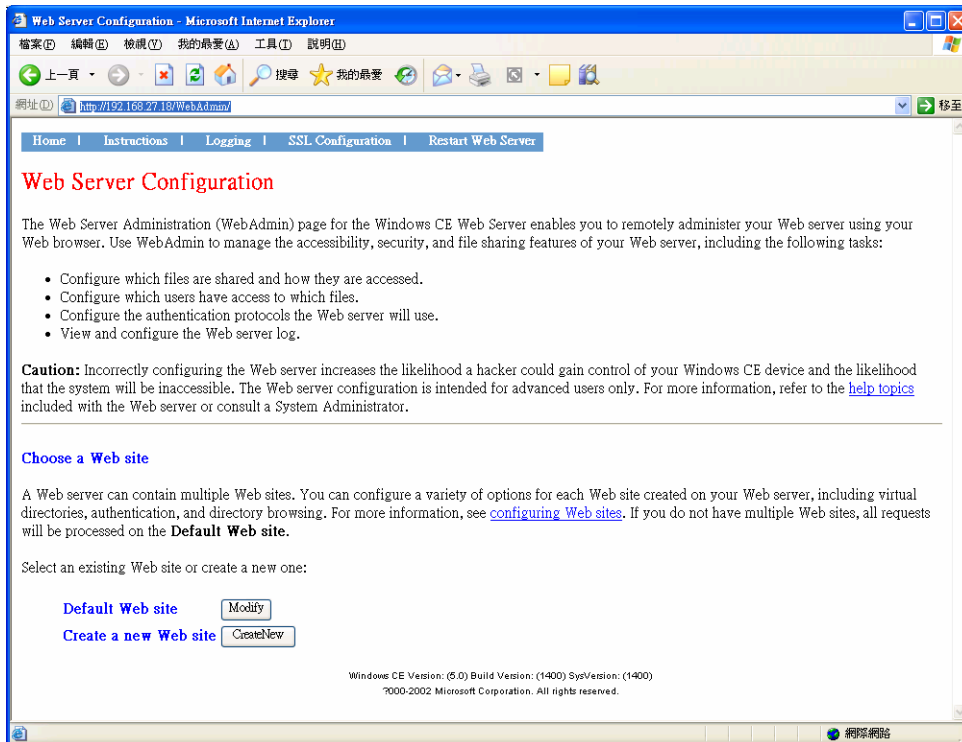 Web Server Configuration - Microsoft Internet Explorer
檔案(F) 編輯(E) 檢視(V) 我的最愛(A) 工具(T) 說明(H)
上一頁 搜尋 我的最愛
網址(D) http://192.168.27.18/WebAdmin/ 移至
Home | Instructions | Logging | SSL Configuration | Restart Web Server
Web Server Configuration
The Web Server Administration (WebAdmin) page for the Windows CE Web Server enables you to remotely administer your Web server using your
Web browser. Use WebAdmin to manage the accessibility, security, and file sharing features of your Web server, including the following tasks:
• Configure which files are shared and how they are accessed.
• Configure which users have access to which files.
• Configure the authentication protocols the Web server will use.
• View and configure the Web server log.
Caution: Incorrectly configuring the Web server increases the likelihood a hacker could gain control of your Windows CE device and the likelihood
that the system will be inaccessible. The Web server configuration is intended for advanced users only. For more information, refer to the help topics
included with the Web server or consult a System Administrator.
Choose a Web site
A Web server can contain multiple Web sites. You can configure a variety of options for each Web site created on your Web server, including virtual
directories, authentication, and directory browsing. For more information, see configuring Web sites. If you do not have multiple Web sites, all requests
will be processed on the Default Web site.
Select an existing Web site or create a new one:
Default Web site Modify
Create a new Web site CreateNew
Windows CE Version: (5.0) Build Version: (1400) SysVersion: (1400)
?000-2002 Microsoft Corporation. All rights reserved.
網際網路